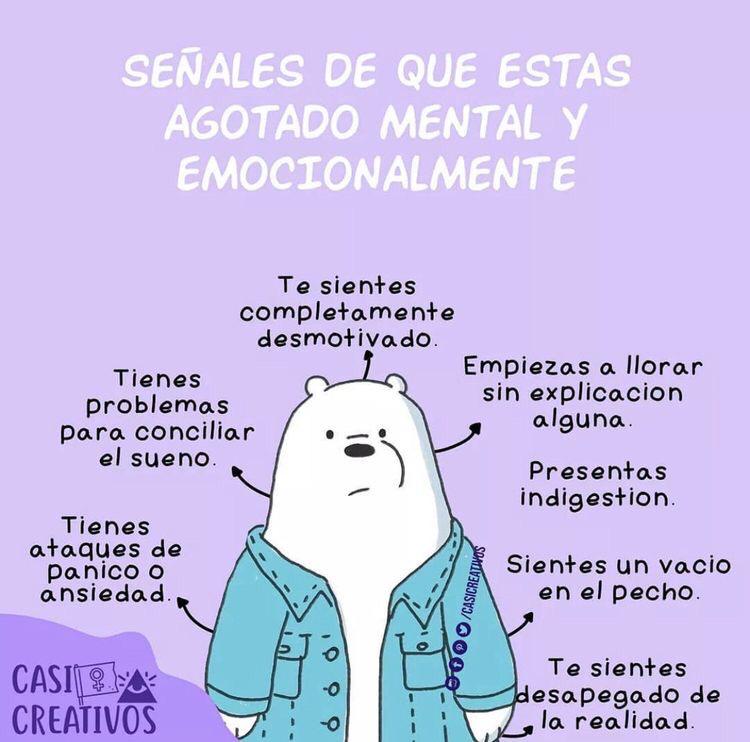 SEÑALES DE QUE ESTAS
AGOTADO MENTAL Y
EMOCIONALMENTE
Te sientes
completamente
desmotivado.
Tienes
problemas
para conciliar
el sueno.
Empiezas a llorar
sin explicacion
alguna.
Presentas
indigestion.
Tienes
ataques de
panico o
ansiedad.
Sientes un vacio
en el pecho.
Te sientes
desapegado de
la realidad.
/CASICREATIVOS
CASI
CREATIVOS